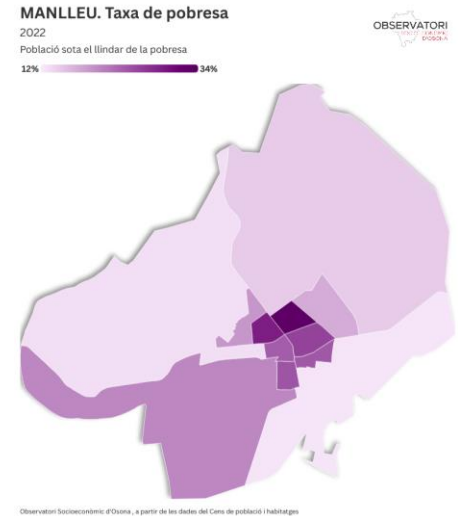 MANLLEU. Taxa de pobresa
2022
Població sota el llindar de la pobresa
12%
34%
OBSERVATORI
D'OSONA
Observatori Socioeconòmic d'Osona , a partir de les dades del Cens de població i habitatges